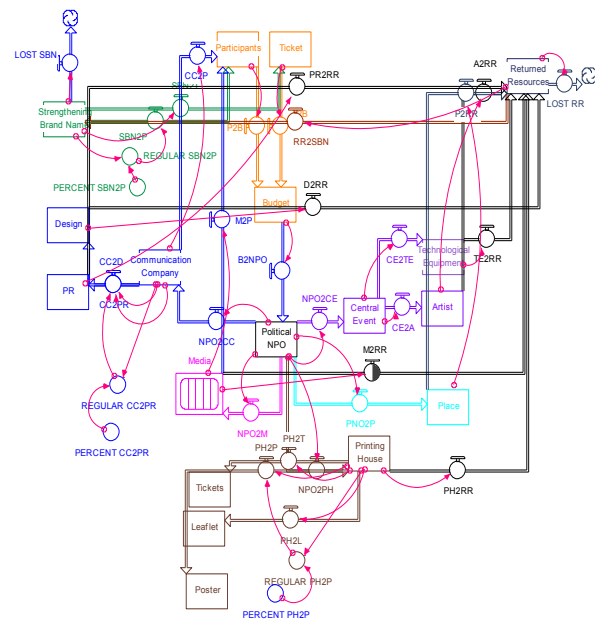 LOST SBN
CC2P
Participants
Ticket
A2RR
Returned
Resources
LOST RR
PR2RR
P2RR
Strengthening
Brand Name
SBN2P
P2B
RR2SBN
REGULAR SBN2P
PERCENT SBN2P
D2RR
Budget
Design
M2P
CE2TE
Technological
Equipment
TE2RR
CC2D
Communication
Company
B2NPO
PR
CC2PR
NPO2CE
Central
Event
Artist
CE2A
NPO2CC
Political
NPO
M2RR
Media
Place
NPO2M
PNO2P
REGULAR CC2PR
PH2T
PERCENT CC2PR
PH2P
Printing
House
Tickets
NPO2PH
PH2RR
Leaflet
PH2L
REGULAR PH2P
Poster
PERCENT PH2P